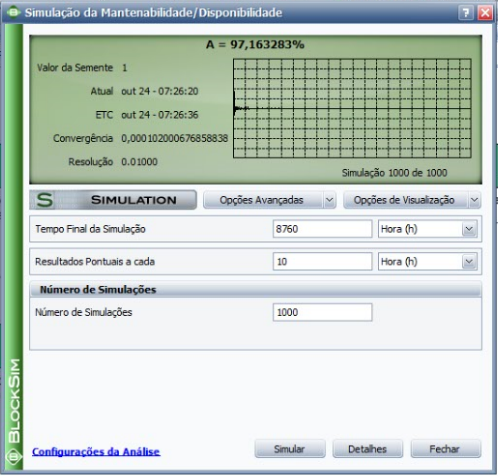 Simulação da Mantenabilidade/Disponibilidade
A = 97,163283%
Valor da Semente 1
Atual out 24 - 07:26:20
ETC out 24 - 07:26:36
Convergência 0,000102000676858838
Resolução 0.01000
Simulação 1000 de 1000
S SIMULATION Opções Avançadas Opções de Visualização
Tempo Final da Simulação 8760 Hora (h)
Resultados Pontuais a cada 10 Hora (h)
Número de Simulações
Número de Simulações 1000
BLOCKSIM
Configurações da Análise Simular Detalhes Fechar